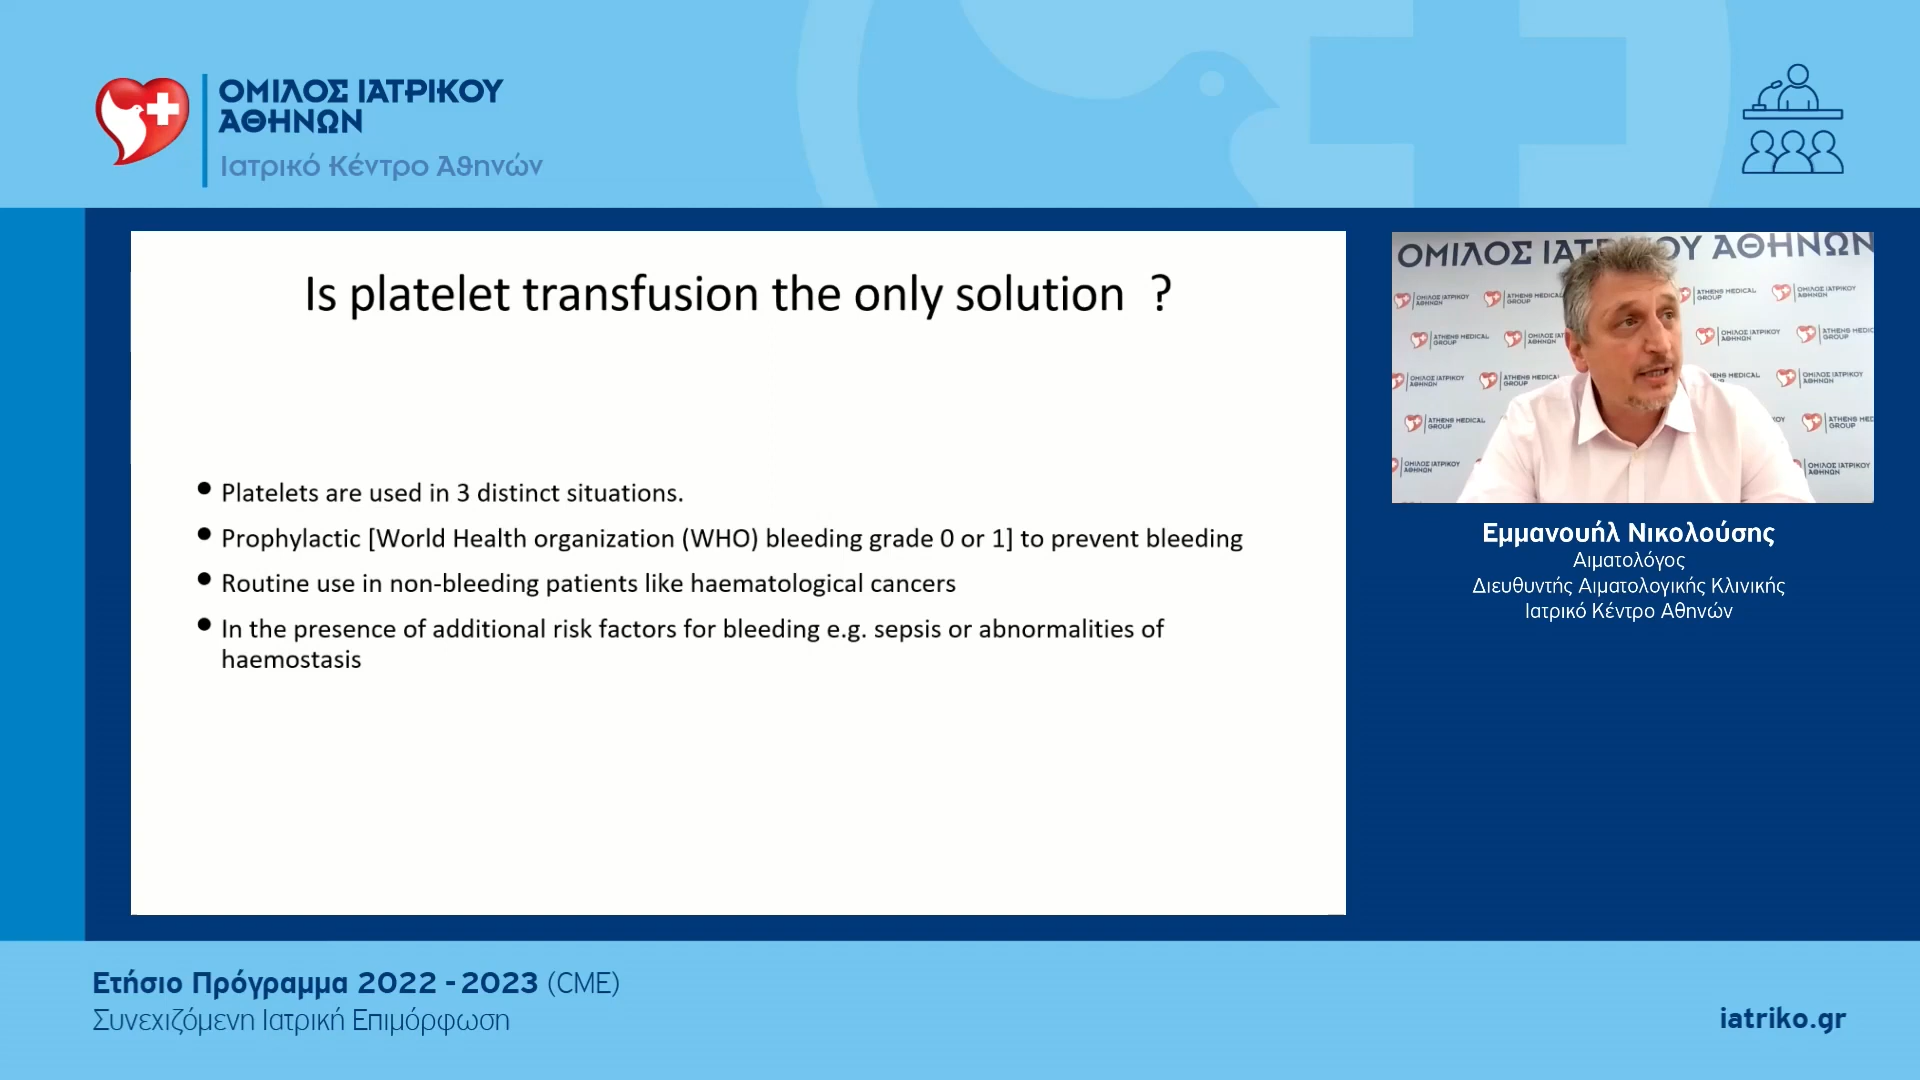 ΟΜΙΛΟΣ ΙΑΤΡΙΚΟΥ
ΑΘΗΝΩΝ
Ιατρικό Κέντρο Αθηνών
Is platelet transfusion the only solution ?
Platelets are used in 3 distinct situations.
Prophylactic [World Health organization (WHO) bleeding grade 0 or 1] to prevent bleeding
Routine use in non-bleeding patients like haematological cancers
In the presence of additional risk factors for bleeding e.g. sepsis or abnormalities of
haemostasis
Εμμανουήλ Νικολούσης
Αιματολόγος
Διευθυντής Αιματολογικής Κλινικής
Ιατρικό Κέντρο Αθηνών
Ετήσιο Πρόγραμμα 2022 - 2023 (CME)
Συνεχιζόμενη Ιατρική Επιμόρφωση
iatriko.gr